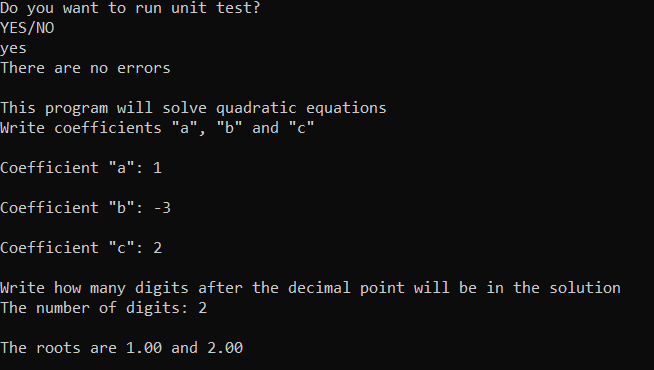 Do you want to run unit test?
YES/NO
yes
There are no errors
This program will solve quadratic equations
Write coefficients "a", "b" and "c"
Coefficient "a": 1
Coefficient "b": -3
Coefficient "c": 2
Write how many digits after the decimal point will be in the solution
The number of digits: 2
The roots are 1.00 and 2.00